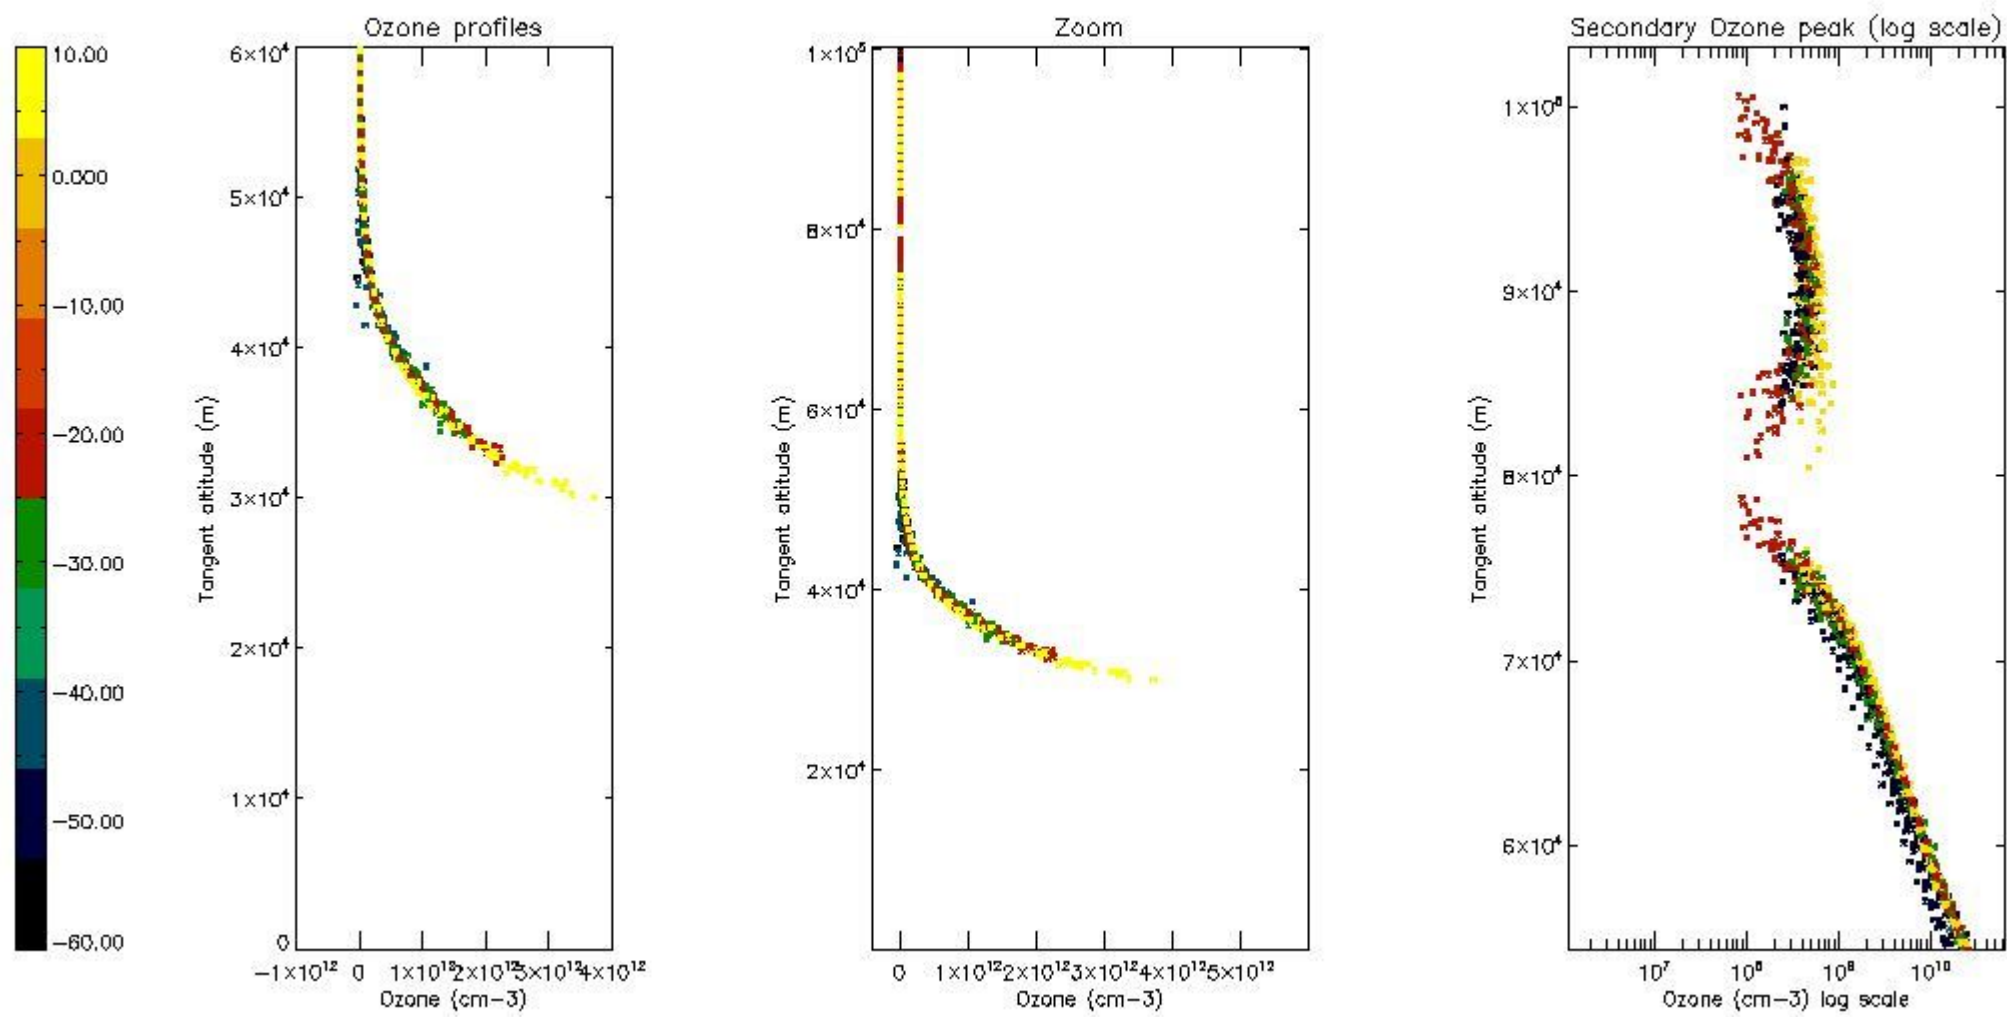 Ozone profiles
Zoom
Secondary Ozone peak (log scale)
10.00
0.000
−10.00
−20.00
−30.00
−40.00
−50.00
−60.00
6×10⁴
5×10⁴
4×10⁴
3×10⁴
2×10⁴
1×10⁴
0
Tangent altitude (m)
−1×10¹² 0 1×10¹² 2×10¹² 3×10¹² 4×10¹²
Ozone (cm−3)
1×10⁵
8×10⁴
6×10⁴
4×10⁴
2×10⁴
Tangent altitude (m)
0 1×10¹² 2×10¹² 3×10¹² 4×10¹² 5×10¹²
Ozone (cm−3)
1×10⁵
9×10⁴
8×10⁴
7×10⁴
6×10⁴
Tangent altitude (m)
10⁷ 10⁸ 10⁹ 10¹⁰
Ozone (cm−3) log scale